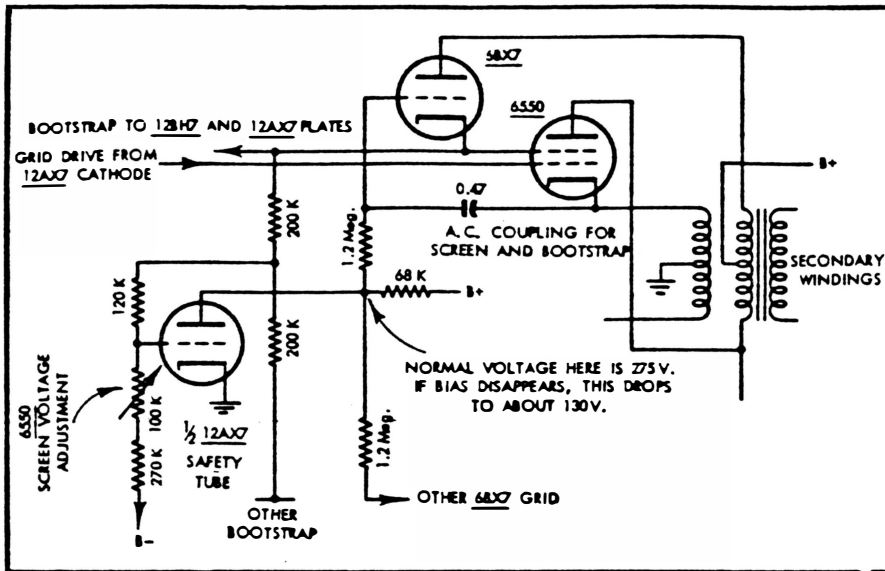 6BX7
6550
BOOTSTRAP TO 12BH7 AND 12AX7 PLATES
GRID DRIVE FROM
12AX7 CATHODE
B+
200 K
0.47
A.C. COUPLING FOR
SCREEN AND BOOTSTRAP
1.2 Meg.
SECONDARY
WINDINGS
120 K
68 K
B+
200 K
NORMAL VOLTAGE HERE IS 275 V.
IF BIAS DISAPPEARS, THIS DROPS
TO ABOUT 130 V.
6550
SCREEN VOLTAGE
ADJUSTMENT
100 K
½ 12AX7
SAFETY
TUBE
270 K
1.2 Meg.
B-
OTHER
BOOTSTRAP
OTHER 6BX7 GRID